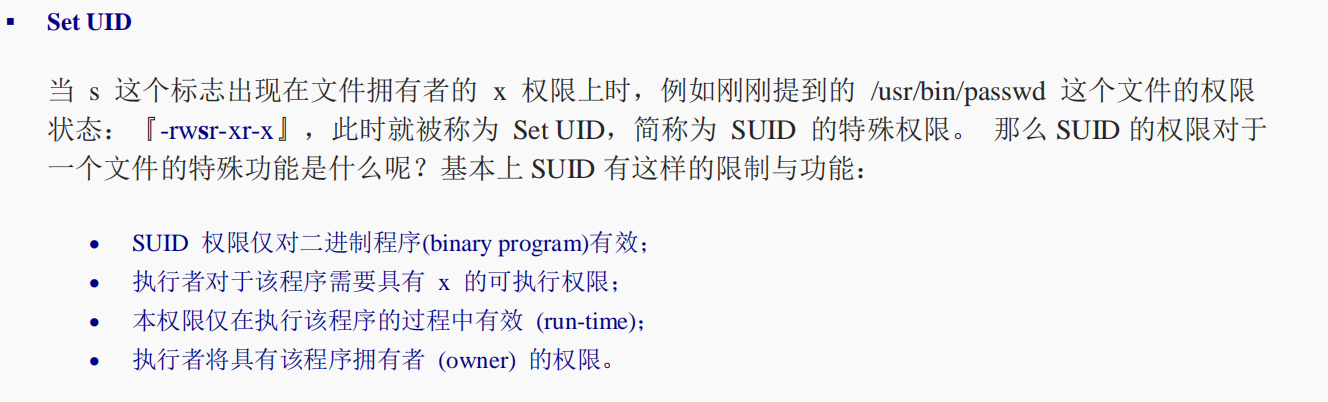 ▪ Set UID
当 s 这个标志出现在文件拥有者的 x 权限上时，例如刚刚提到的 /usr/bin/passwd 这个文件的权限
状态：『-rwsr-xr-x』，此时就被称为 Set UID，简称为 SUID 的特殊权限。 那么 SUID 的权限对于
一个文件的特殊功能是什么呢？基本上 SUID 有这样的限制与功能：
• SUID 权限仅对二进制程序(binary program)有效；
• 执行者对于该程序需要具有 x 的可执行权限；
• 本权限仅在执行该程序的过程中有效 (run-time)；
• 执行者将具有该程序拥有者 (owner) 的权限。